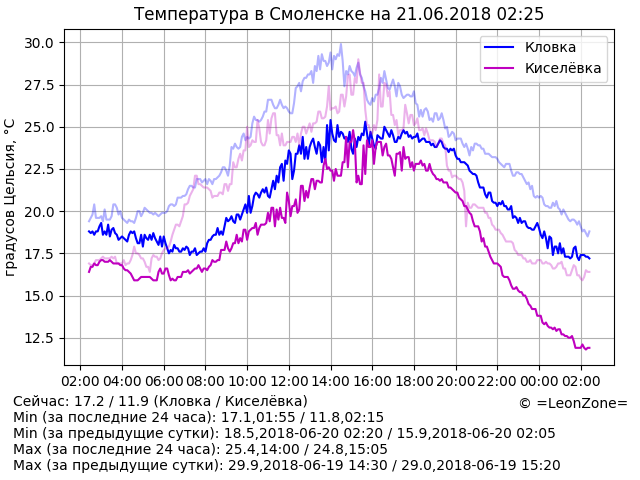 Температура в Смоленске на 21.06.2018 02:25
градусов Цельсия, °C
30.0
27.5
25.0
22.5
20.0
17.5
15.0
12.5
Кловка
Киселёвка
02:00 04:00 06:00 08:00 10:00 12:00 14:00 16:00 18:00 20:00 22:00 00:00 02:00
Сейчас: 17.2 / 11.9 (Кловка / Киселёвка)
© =LeonZone=
Min (за последние 24 часа): 17.1,01:55 / 11.8,02:15
Min (за предыдущие сутки): 18.5,2018-06-20 02:20 / 15.9,2018-06-20 02:05
Max (за последние 24 часа): 25.4,14:00 / 24.8,15:05
Max (за предыдущие сутки): 29.9,2018-06-19 14:30 / 29.0,2018-06-19 15:20